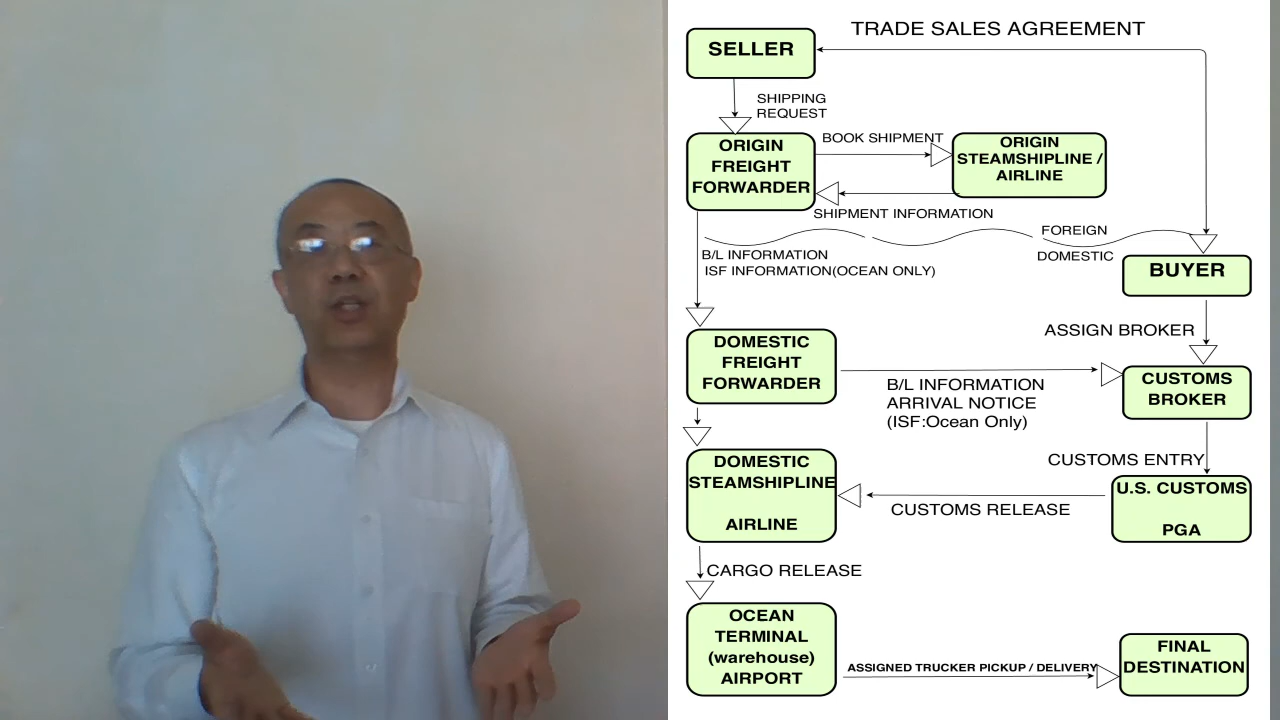 TRADE SALES AGREEMENT
SELLER
SHIPPING
REQUEST
ORIGIN
FREIGHT
FORWARDER
BOOK SHIPMENT
ORIGIN
STEAMSHIPLINE /
AIRLINE
SHIPMENT INFORMATION
FOREIGN
DOMESTIC
B/L INFORMATION
ISF INFORMATION(OCEAN ONLY)
BUYER
ASSIGN BROKER
DOMESTIC
FREIGHT
FORWARDER
B/L INFORMATION
ARRIVAL NOTICE
(ISF:Ocean Only)
CUSTOMS
BROKER
CUSTOMS ENTRY
DOMESTIC
STEAMSHIPLINE
AIRLINE
CUSTOMS RELEASE
U.S. CUSTOMS
PGA
CARGO RELEASE
OCEAN
TERMINAL
(warehouse)
AIRPORT
ASSIGNED TRUCKER PICKUP / DELIVERY
FINAL
DESTINATION